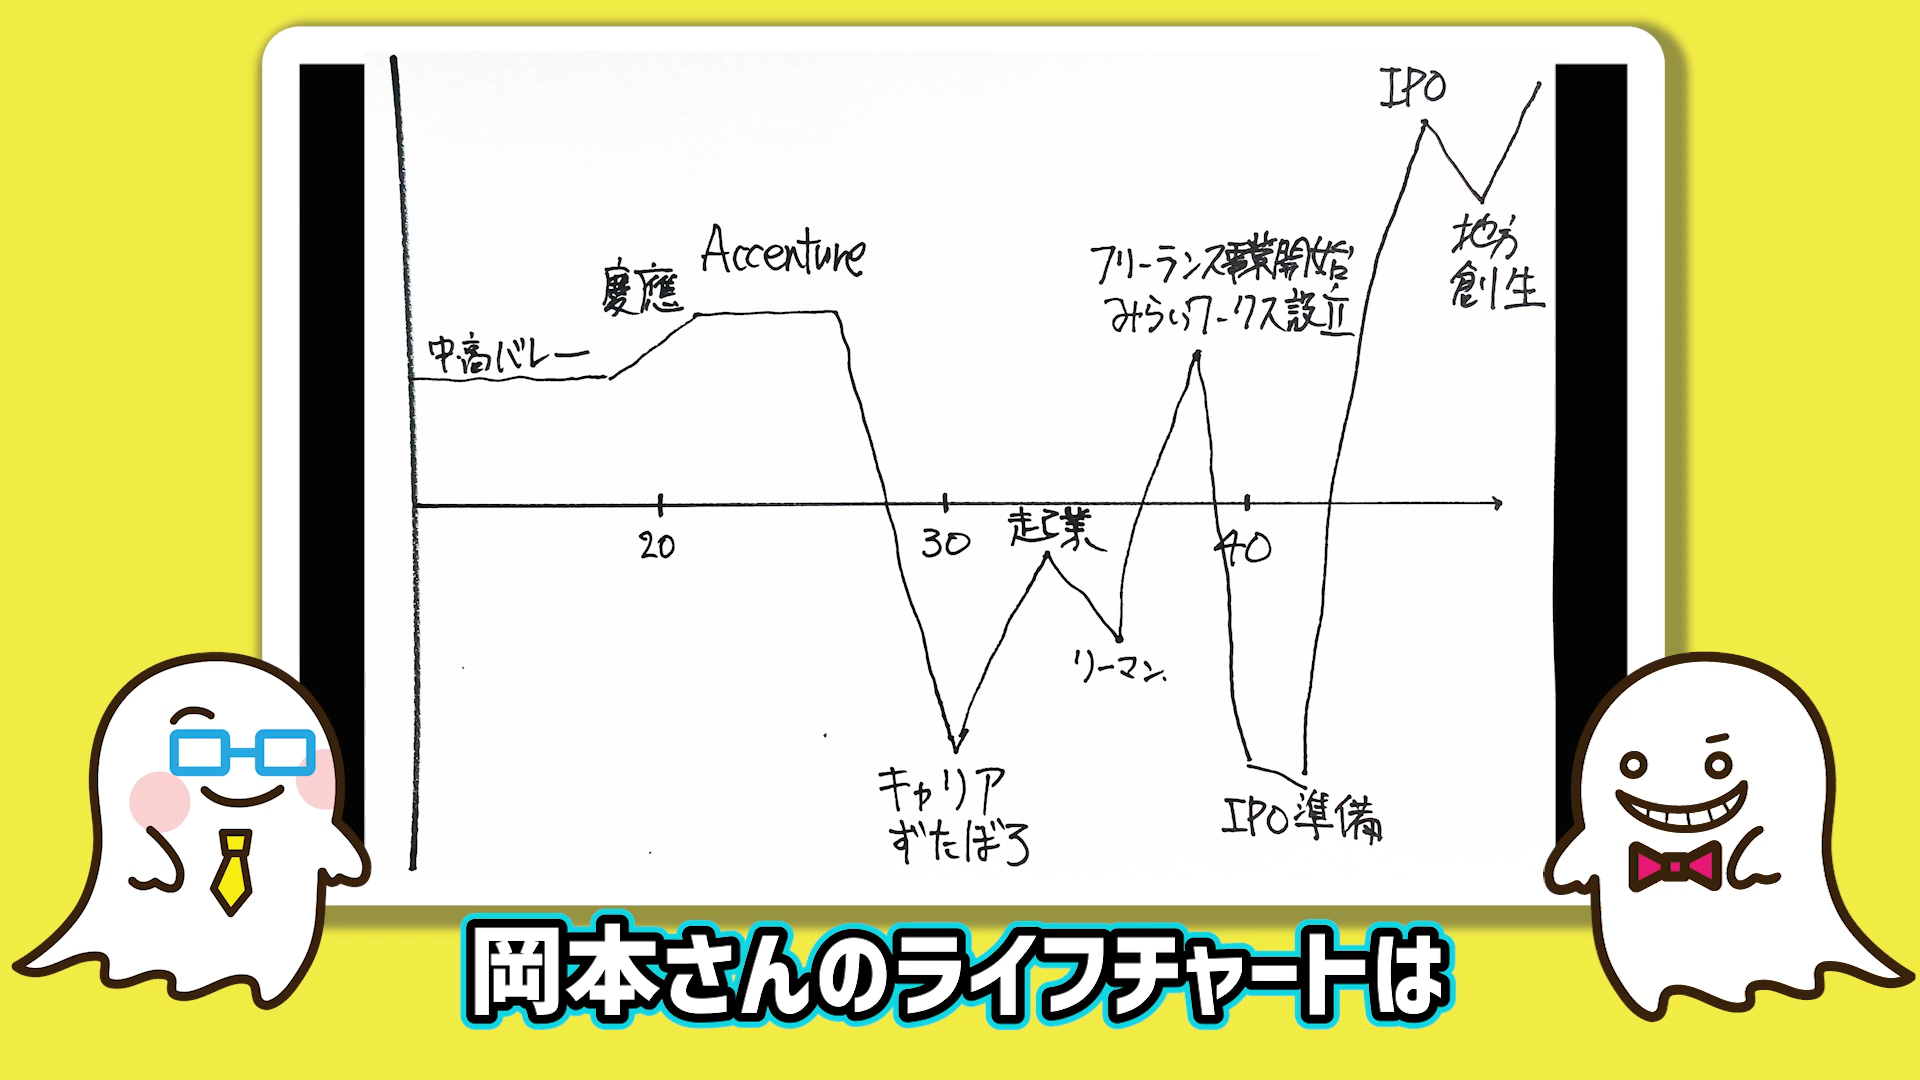 IPO
Accenture
慶應
中高バレー
フリーランス事業開始
みらいワークス設立
地方
創生
20
30
起業
40
リーマン
キャリア
ずたぼろ
IPO準備
岡本さんのライフチャートは